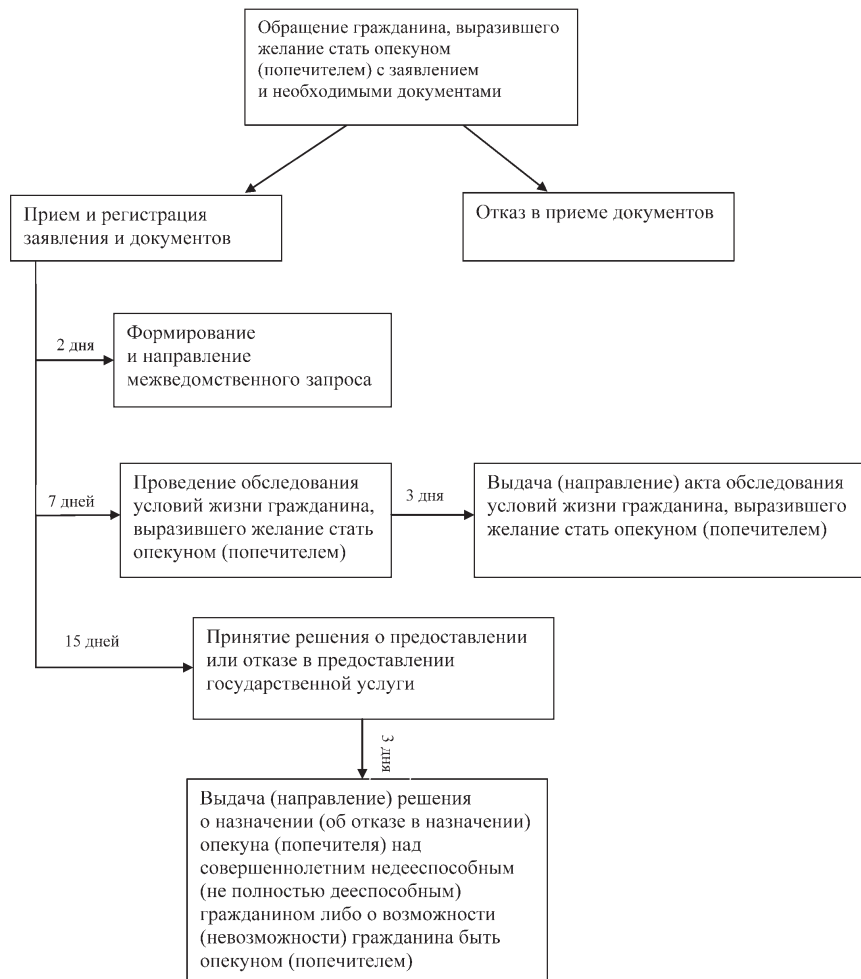 Обращение гражданина, выразившего
желание стать опекуном
(попечителем) с заявлением
и необходимыми документами
Прием и регистрация
заявления и документов
Отказ в приеме документов
2 дня
Формирование
и направление
межведомственного запроса
7 дней
Проведение обследования
условий жизни гражданина,
выразившего желание стать
опекуном (попечителем)
3 дня
Выдача (направление) акта обследования
условий жизни гражданина, выразившего
желание стать опекуном (попечителем)
15 дней
Принятие решения о предоставлении
или отказе в предоставлении
государственной услуги
3 дня
Выдача (направление) решения
о назначении (об отказе в назначении)
опекуна (попечителя) над
совершеннолетним недееспособным
(не полностью дееспособным)
гражданином либо о возможности
(невозможности) гражданина быть
опекуном (попечителем)